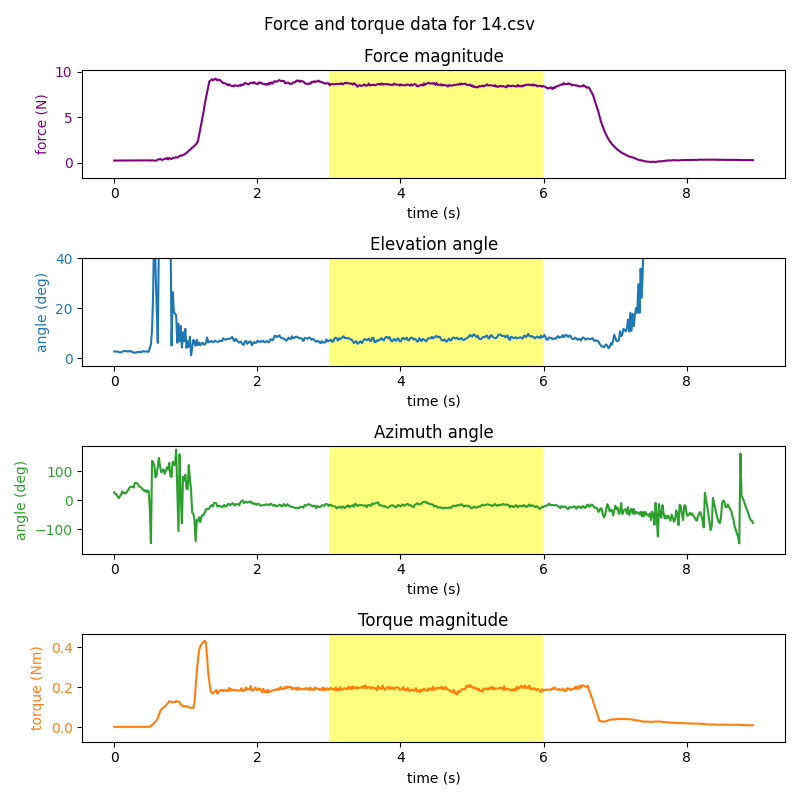 Force and torque data for 14.csv
Force magnitude
force (N)
10
5
0
0 2 4 6 8
time (s)
Elevation angle
angle (deg)
40
20
0
0 2 4 6 8
time (s)
Azimuth angle
angle (deg)
100
0
−100
0 2 4 6 8
time (s)
Torque magnitude
torque (Nm)
0.4
0.2
0.0
0 2 4 6 8
time (s)